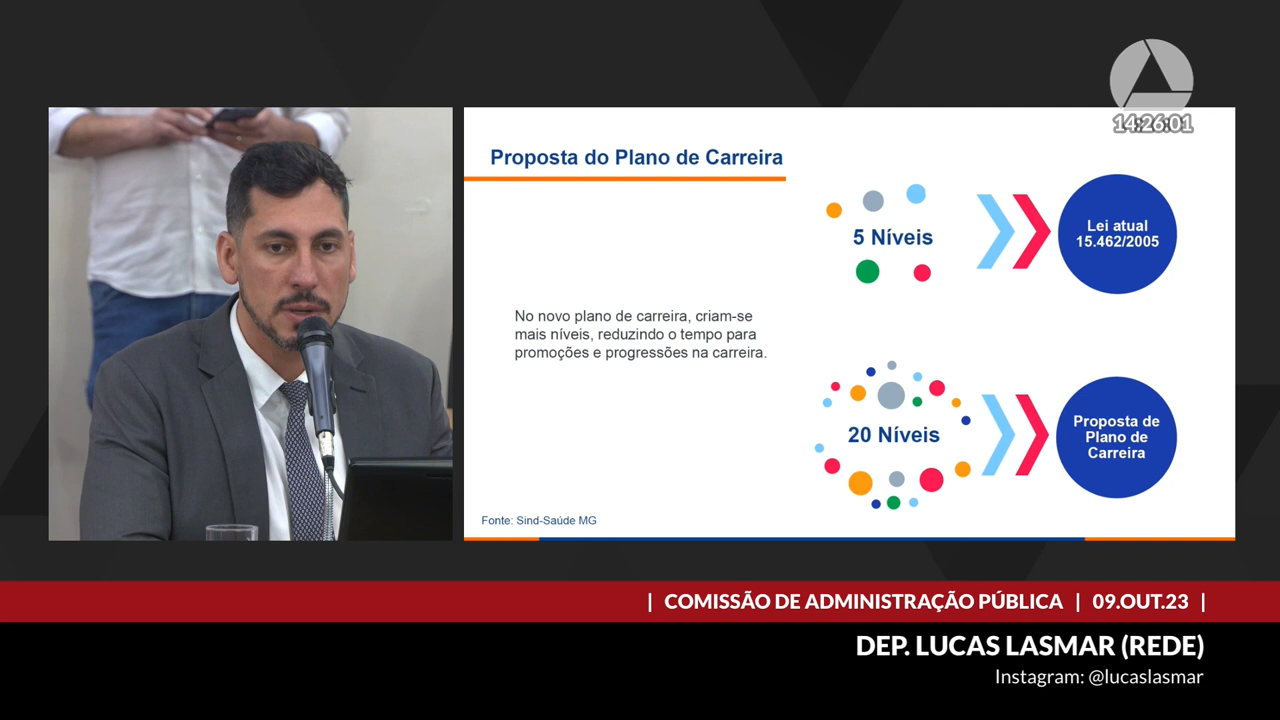 14:26:01
Proposta do Plano de Carreira
5 Níveis
Lei atual
15.462/2005
No novo plano de carreira, criam-se
mais níveis, reduzindo o tempo para
promoções e progressões na carreira.
20 Níveis
Proposta de
Plano de
Carreira
Fonte: Sind-Saúde MG
| COMISSÃO DE ADMINISTRAÇÃO PÚBLICA | 09.OUT.23 |
DEP. LUCAS LASMAR (REDE)
Instagram: @lucaslasmar